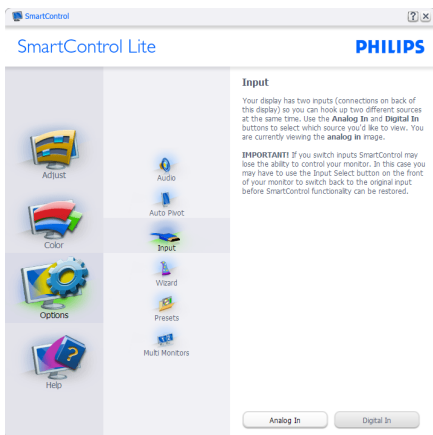 SmartControl
SmartControl Lite
PHILIPS
Adjust
Color
Options
Help
Audio
Auto Pivot
Input
Wizard
Presets
Multi Monitors
Input
Your display has two inputs (connections on back of
this display) so you can hook up two different sources
at the same time. Use the Analog In and Digital In
buttons to select which source you'd like to view. You
are currently viewing the analog in image.
IMPORTANT! If you switch inputs SmartControl may
lose the ability to control your monitor. In this case you
may have to use the Input Select button on the front
of your monitor to switch back to the original input
before SmartControl functionality can be restored.
Analog In
Digital In